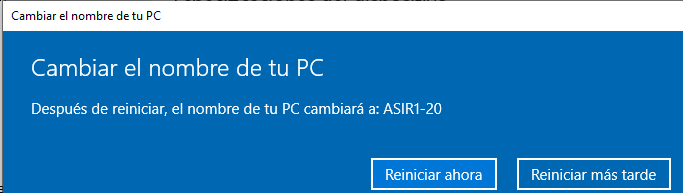 Cambiar el nombre de tu PC
Cambiar el nombre de tu PC
Después de reiniciar, el nombre de tu PC cambiará a: ASIR1-20
Reiniciar ahora
Reiniciar más tarde